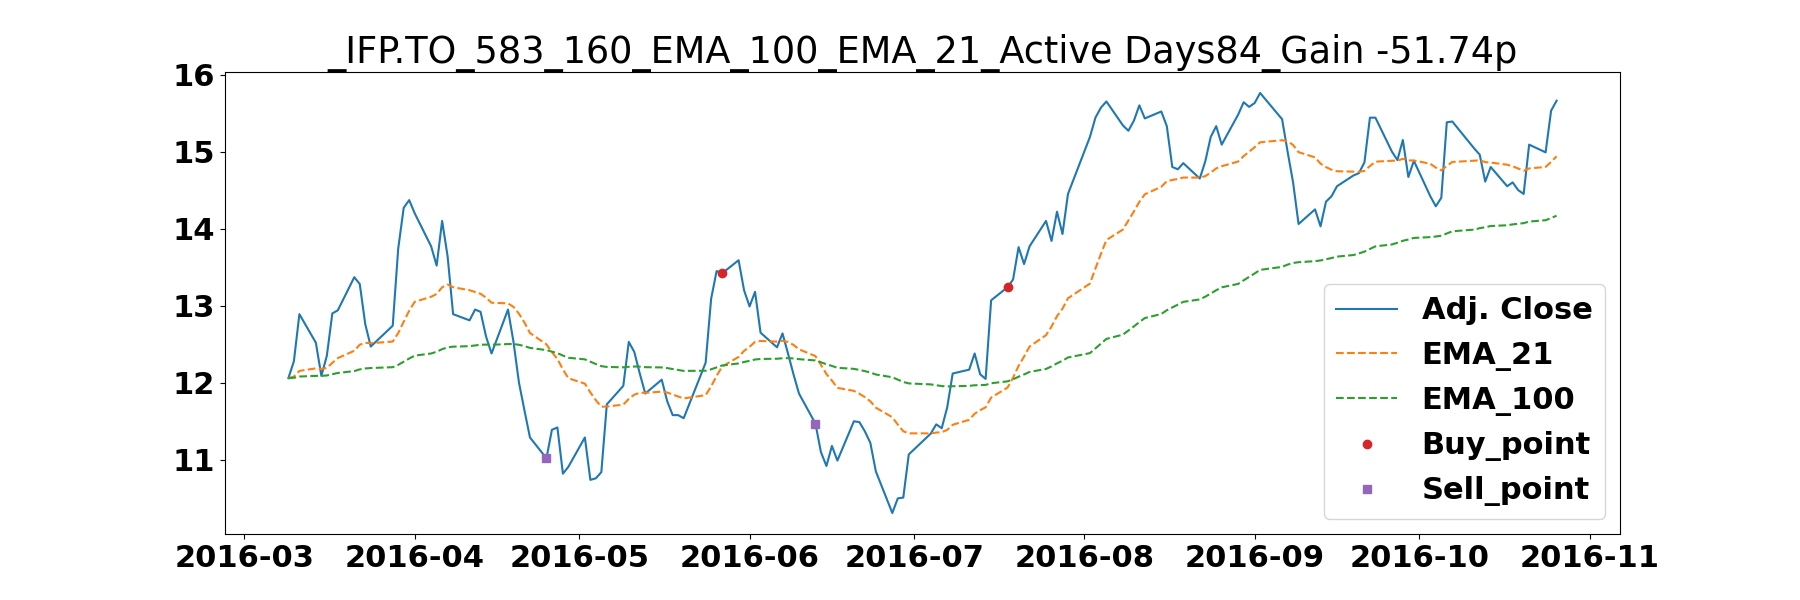 _IFP.TO_583_160_EMA_100_EMA_21_Active Days84_Gain -51.74p
16
15
14
13
12
11
Adj. Close
EMA_21
EMA_100
Buy_point
Sell_point
2016-03 2016-04 2016-05 2016-06 2016-07 2016-08 2016-09 2016-10 2016-11